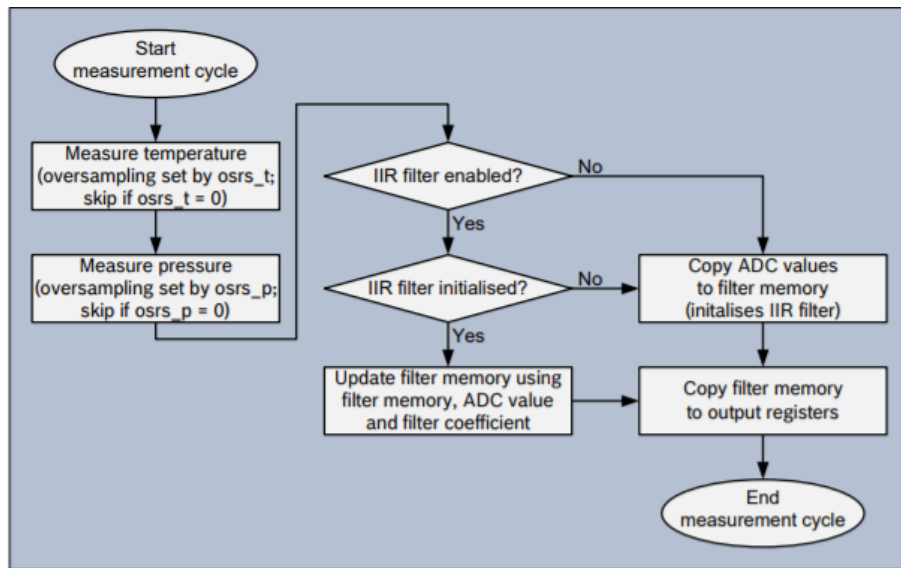 Start
measurement cycle
Measure temperature
(oversampling set by osrs_t;
skip if osrs_t = 0)
Measure pressure
(oversampling set by osrs_p;
skip if osrs_p = 0)
IIR filter enabled?
No
Yes
IIR filter initialised?
No
Yes
Copy ADC values
to filter memory
(initalises IIR filter)
Update filter memory using
filter memory, ADC value
and filter coefficient
Copy filter memory
to output registers
End
measurement cycle